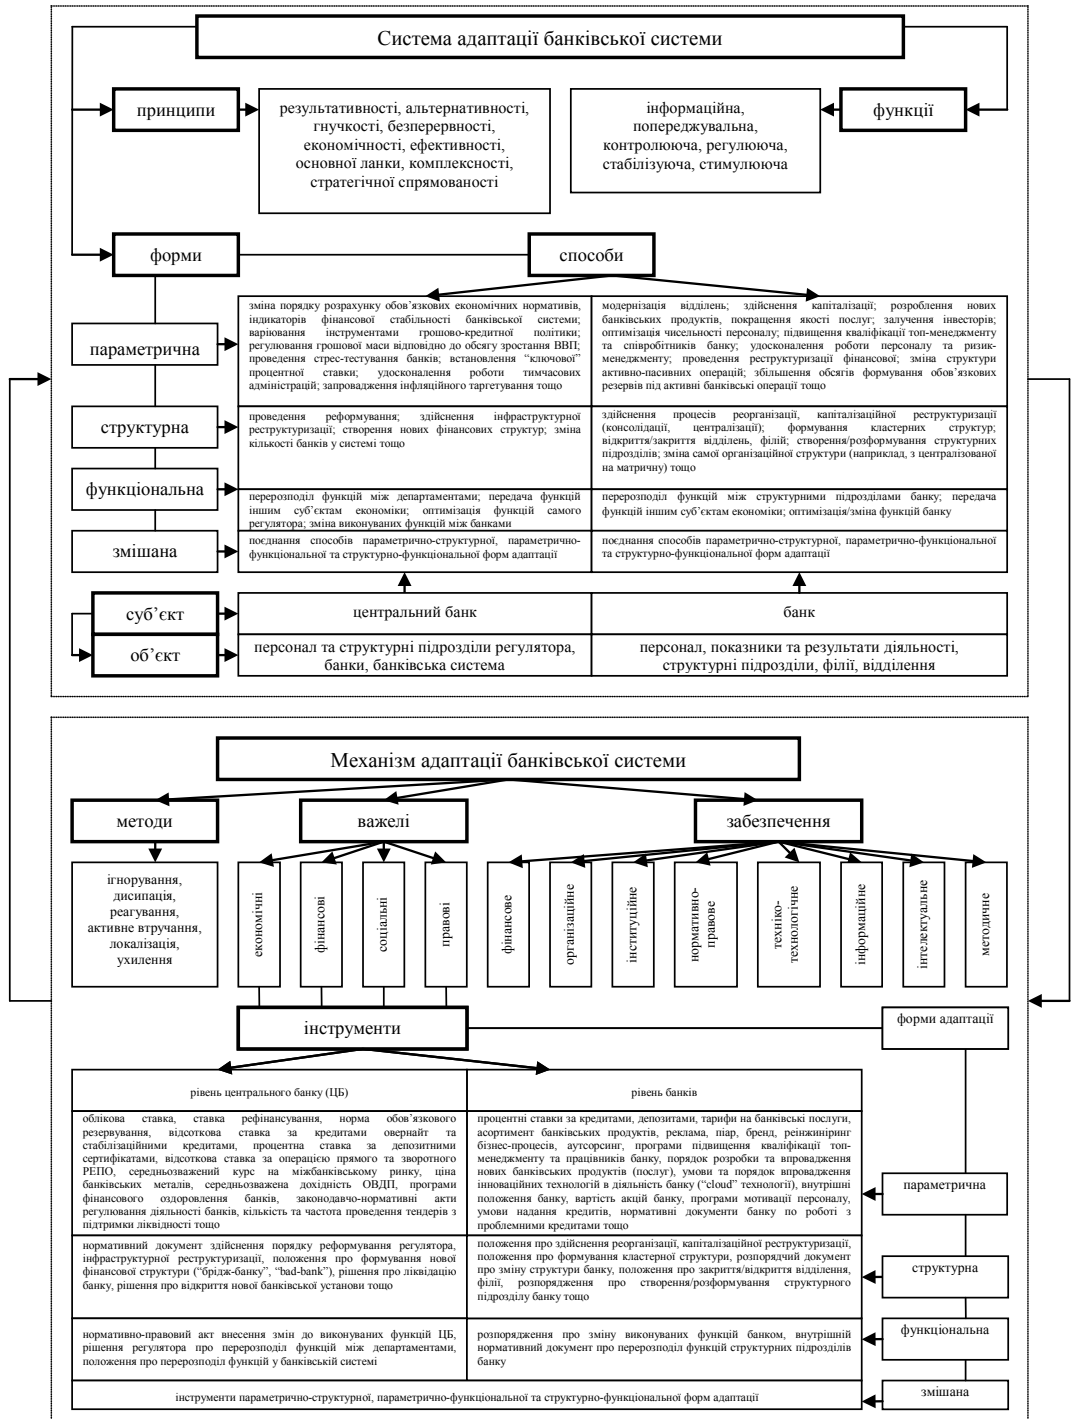 Система адаптації банківської системи
принципи
результативності, альтернативності,
гнучкості, безперервності,
економічності, ефективності,
основної ланки, комплексності,
стратегічної спрямованості
інформаційна,
попереджувальна,
контролююча, регулююча,
стабілізуюча, стимулююча
функції
форми
способи
параметрична
зміна порядку розрахунку обов’язкових економічних нормативів,
індикаторів фінансової стабільності банківської системи;
варіювання інструментами грошово-кредитної політики;
регулювання грошової маси відповідно до обсягу зростання ВВП;
проведення стрес-тестування банків; встановлення “ключової”
процентної ставки; удосконалення роботи тимчасових
адміністрацій; запровадження інфляційного таргетування тощо
модернізація відділень; здійснення капіталізації; розроблення нових
банківських продуктів, покращення якості послуг; залучення інвесторів;
оптимізація чисельності персоналу; підвищення кваліфікації топ-менеджменту
та співробітників банку; удосконалення роботи персоналу та ризик-
менеджменту; проведення реструктуризації фінансової; зміна структури
активно-пасивних операцій; збільшення обсягів формування обов’язкових
резервів під активні банківські операції тощо
структурна
проведення реформування; здійснення інфраструктурної
реструктуризації; створення нових фінансових структур; зміна
кількості банків у системі тощо
здійснення процесів реорганізації, капіталізаційної реструктуризації
(консолідації, централізації); формування кластерних структур;
відкриття/закриття відділень, філій; створення/розформування структурних
підрозділів; зміна самої організаційної структури (наприклад, з централізованої
на матричну) тощо
функціональна
перерозподіл функцій між департаментами; передача функцій
іншим суб’єктам економіки; оптимізація функцій самого
регулятора; зміна виконуваних функцій між банками
перерозподіл функцій між структурними підрозділами банку; передача
функцій іншим суб’єктам економіки; оптимізація/зміна функцій банку
змішана
поєднання способів параметрично-структурної, параметрично-
функціональної та структурно-функціональної форм адаптації
поєднання способів параметрично-структурної, параметрично-функціональної
та структурно-функціональної форм адаптації
суб’єкт
центральний банк
банк
об’єкт
персонал та структурні підрозділи регулятора,
банки, банківська система
персонал, показники та результати діяльності,
структурні підрозділи, філії, відділення
Механізм адаптації банківської системи
методи
важелі
забезпечення
ігнорування,
дисипація,
реагування,
активне втручання,
локалізація,
ухилення
економічні
фінансові
соціальні
правові
фінансове
організаційне
інституційне
нормативно-
правове
техніко-
технологічне
інформаційне
інтелектуальне
методичне
інструменти
форми адаптації
рівень центрального банку (ЦБ)
рівень банків
облікова ставка, ставка рефінансування, норма обов’язкового
резервування, відсоткова ставка за кредитами овернайт та
стабілізаційними кредитами, процентна ставка за депозитними
сертифікатами, відсоткова ставка за операцією прямого та зворотного
РЕПО, середньозважений курс на міжбанківському ринку, ціна
банківських металів, середньозважена дохідність ОВДП, програми
фінансового оздоровлення банків, законодавчо-нормативні акти
регулювання діяльності банків, кількість та частота проведення тендерів з
підтримки ліквідності тощо
процентні ставки за кредитами, депозитами, тарифи на банківські послуги,
асортимент банківських продуктів, реклама, піар, бренд, реінжиніринг
бізнес-процесів, аутсорсинг, програми підвищення кваліфікації топ-
менеджменту та працівників банку, порядок розробки та впровадження
нових банківських продуктів (послуг), умови та порядок впровадження
інноваційних технологій в діяльність банку (“cloud” технології), внутрішні
положення банку, вартість акцій банку, програми мотивації персоналу,
умови надання кредитів, нормативні документи банку по роботі з
проблемними кредитами тощо
параметрична
нормативний документ здійснення порядку реформування регулятора,
інфраструктурної реструктуризації, положення про формування нової
фінансової структури (“брідж-банку”, “bad-bank”), рішення про ліквідацію
банку, рішення про відкриття нової банківської установи тощо
положення про здійснення реорганізації, капіталізаційної реструктуризації,
положення про формування кластерної структури, розпорядчий документ
про зміну структури банку, положення про закриття/відкриття відділення,
філії, розпорядження про створення/розформування структурного
підрозділу банку тощо
структурна
нормативно-правовий акт внесення змін до виконуваних функцій ЦБ,
рішення регулятора про перерозподіл функцій між департаментами,
положення про перерозподіл функцій у банківській системі
розпорядження про зміну виконуваних функцій банком, внутрішній
нормативний документ про перерозподіл функцій структурних підрозділів
банку
функціональна
інструменти параметрично-структурної, параметрично-функціональної та структурно-функціональної форм адаптації
змішана